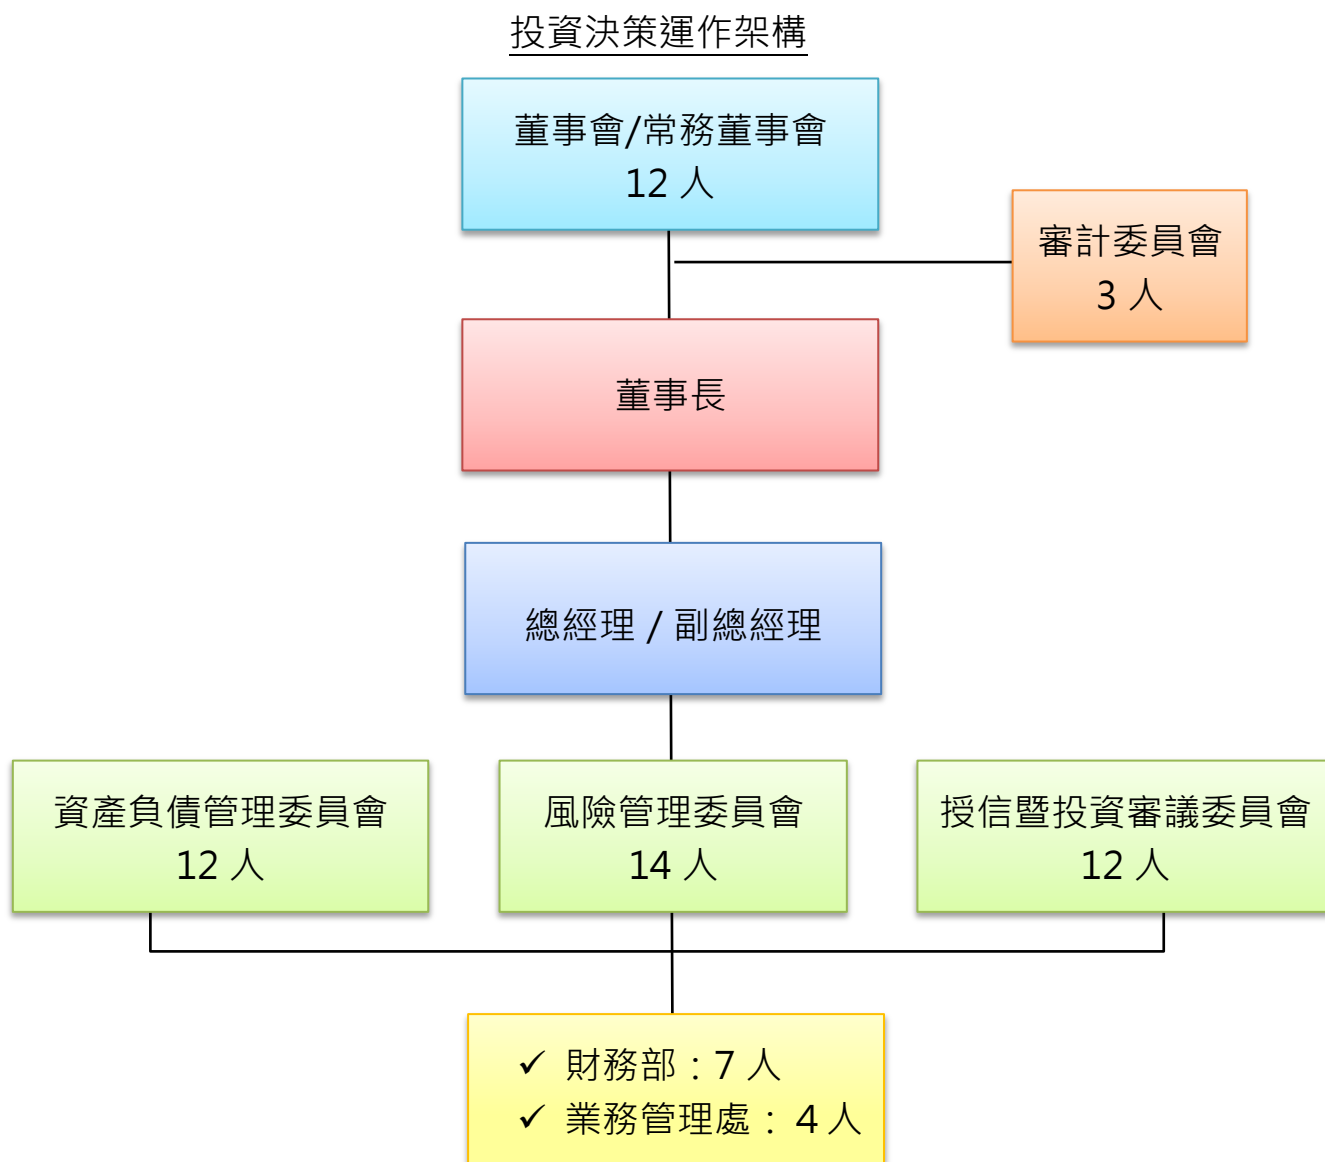 投資決策運作架構
董事會/常務董事會
12 人
審計委員會
3 人
董事長
總經理 / 副總經理
資產負債管理委員會
12 人
風險管理委員會
14 人
授信暨投資審議委員會
12 人
✓ 財務部：7 人
✓ 業務管理處： 4 人